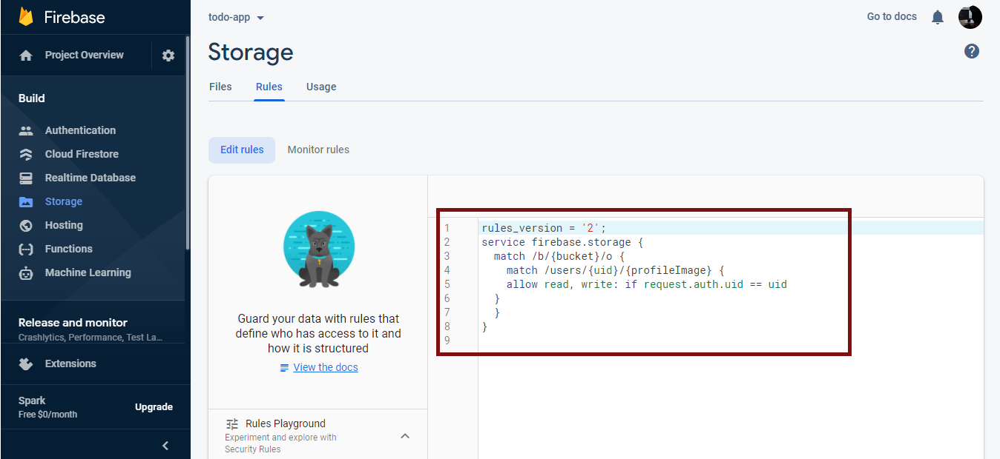 Firebase
Project Overview
Build
Authentication
Cloud Firestore
Realtime Database
Storage
Hosting
Functions
Machine Learning
Release and monitor
Crashlytics, Performance, Test La...
Extensions
Spark
Free $0/month
Upgrade
todo-app
Go to docs
Storage
Files
Rules
Usage
Edit rules
Monitor rules
Guard your data with rules that
define who has access to it and
how it is structured
View the docs
Rules Playground
Experiment and explore with
Security Rules
1 rules_version = '2';
2 service firebase.storage {
3   match /b/{bucket}/o {
4     match /users/{uid}/{profileImage} {
5     allow read, write: if request.auth.uid == uid
6   }
7   }
8 }
9